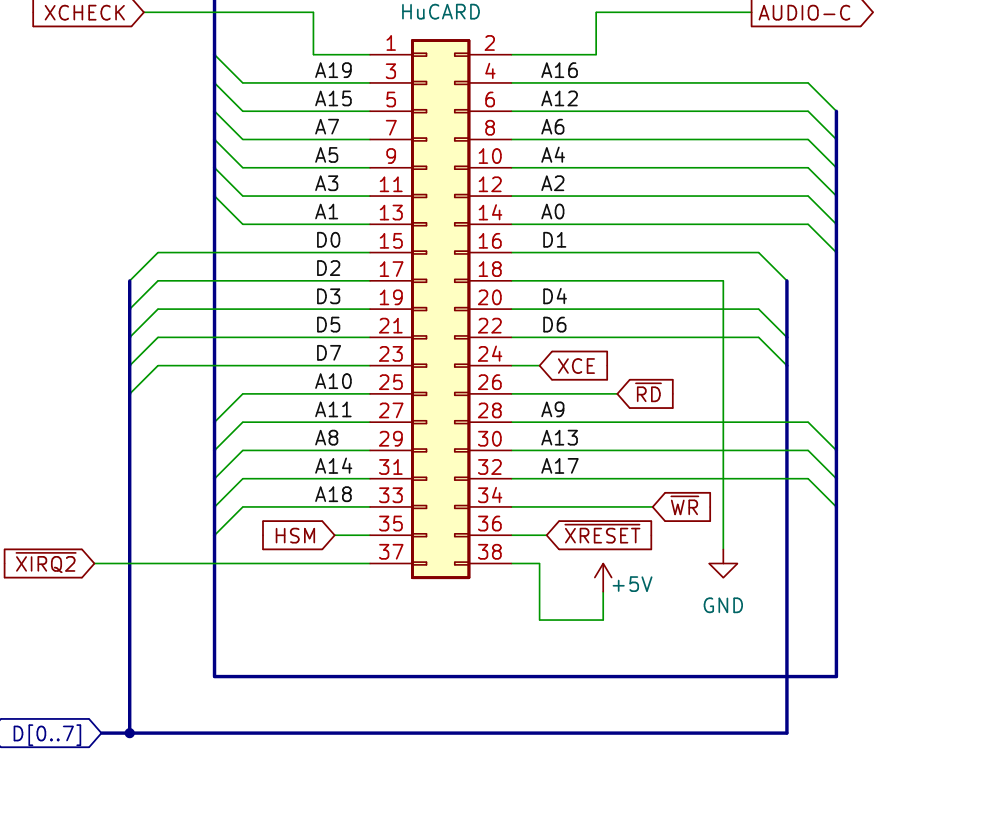 XCHECK HuCARD AUDIO-C
1 2
A19 3 4 A16
A15 5 6 A12
A7 7 8 A6
A5 9 10 A4
A3 11 12 A2
A1 13 14 A0
D0 15 16 D1
D2 17 18
D3 19 20 D4
D5 21 22 D6
D7 23 24 XCE
A10 25 26 RD
A11 27 28 A9
A8 29 30 A13
A14 31 32 A17
A18 33 34 WR
HSM 35 36 XRESET
XIRQ2 37 38
+5V
GND
D[0..7]